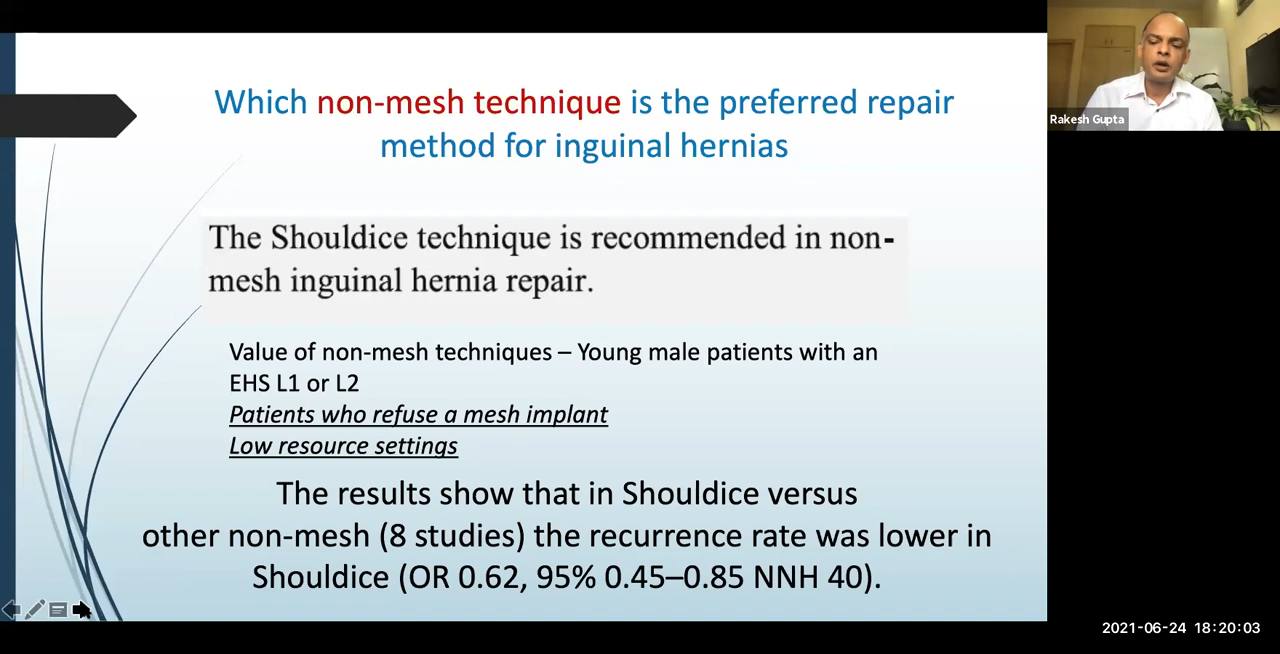 Which non-mesh technique is the preferred repair
method for inguinal hernias
The Shouldice technique is recommended in non-
mesh inguinal hernia repair.
Value of non-mesh techniques – Young male patients with an
EHS L1 or L2
Patients who refuse a mesh implant
Low resource settings
The results show that in Shouldice versus
other non-mesh (8 studies) the recurrence rate was lower in
Shouldice (OR 0.62, 95% 0.45–0.85 NNH 40).
Rakesh Gupta
2021-06-24 18:20:03